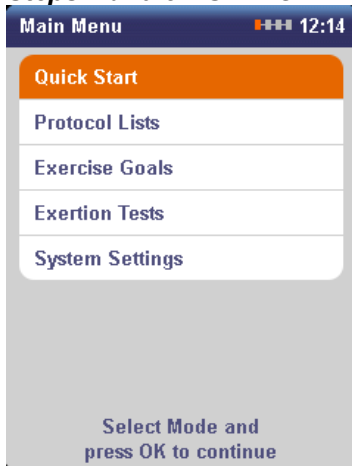 Main Menu 12:14
Quick Start
Protocol Lists
Exercise Goals
Exertion Tests
System Settings
Select Mode and
press OK to continue